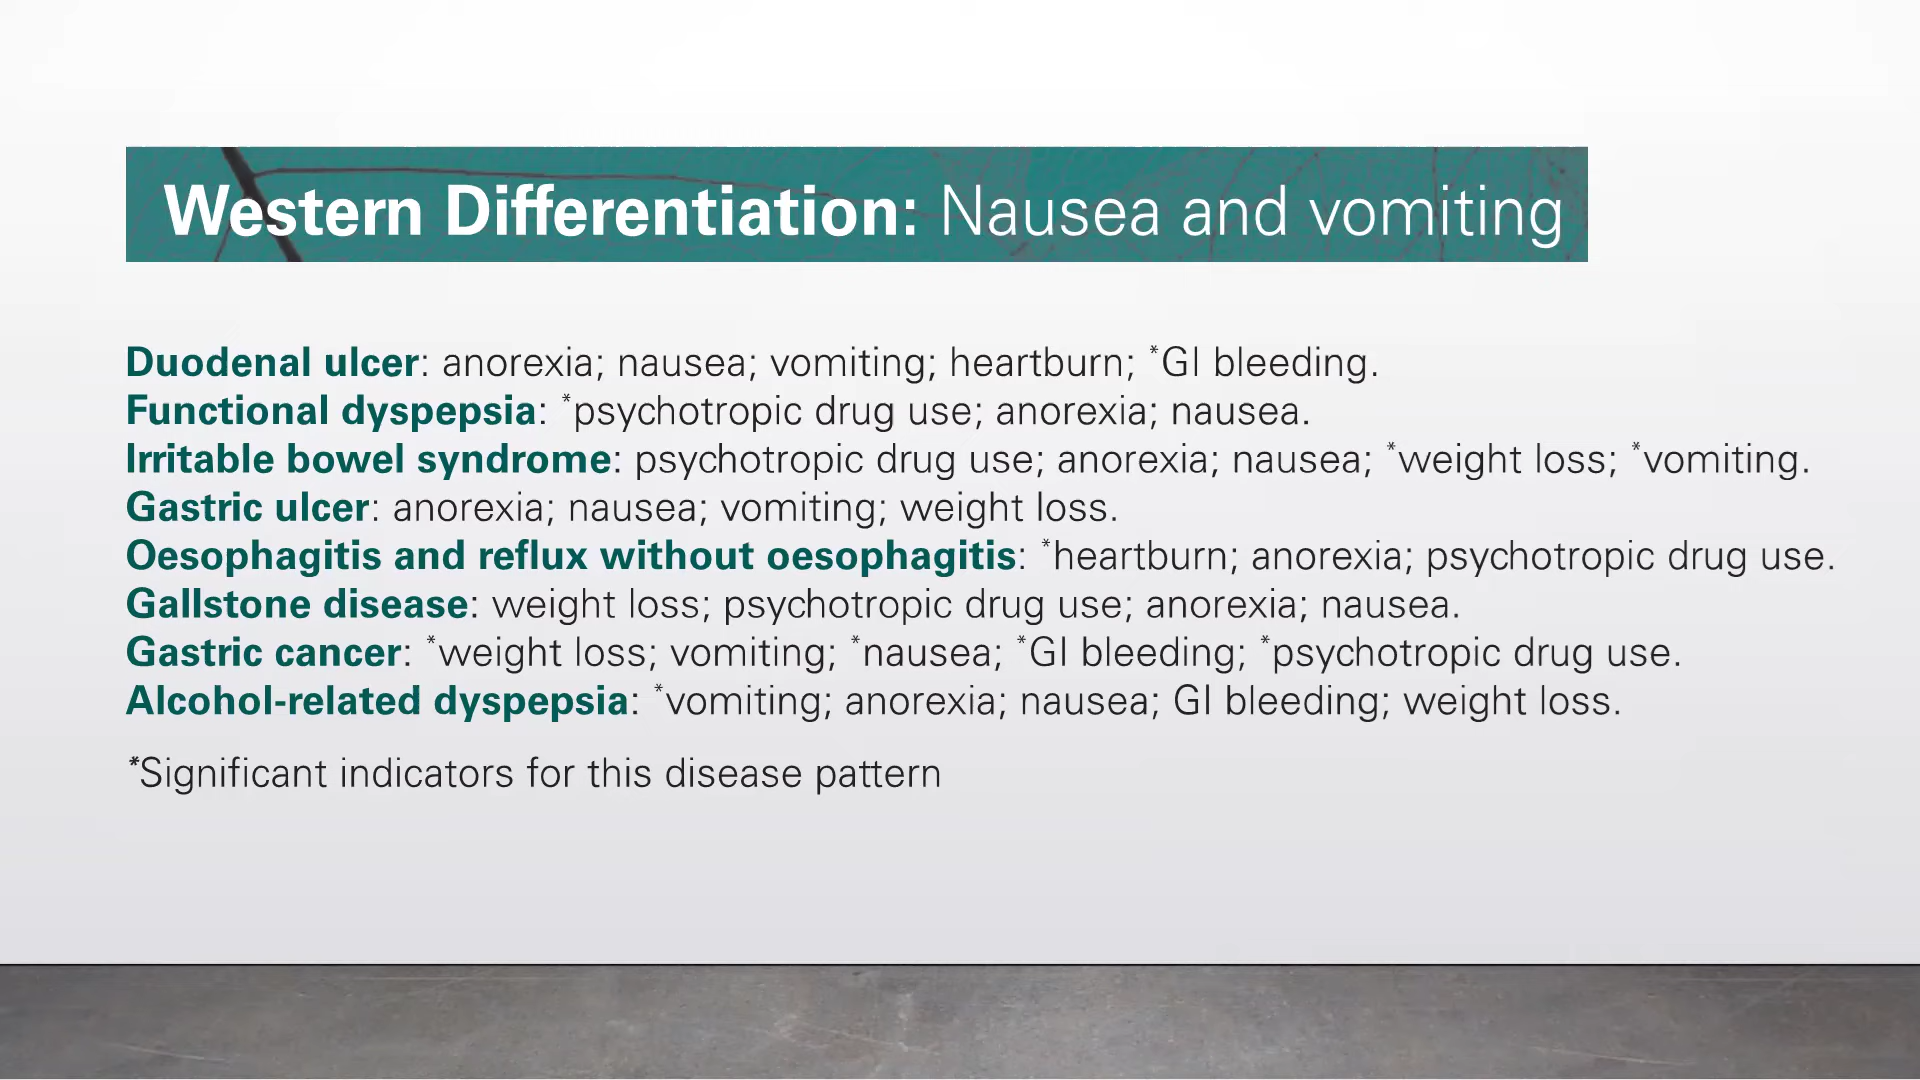 Western Differentiation: Nausea and vomiting
Duodenal ulcer: anorexia; nausea; vomiting; heartburn; *GI bleeding.
Functional dyspepsia: *psychotropic drug use; anorexia; nausea.
Irritable bowel syndrome: psychotropic drug use; anorexia; nausea; *weight loss; *vomiting.
Gastric ulcer: anorexia; nausea; vomiting; weight loss.
Oesophagitis and reflux without oesophagitis: *heartburn; anorexia; psychotropic drug use.
Gallstone disease: weight loss; psychotropic drug use; anorexia; nausea.
Gastric cancer: *weight loss; vomiting; *nausea; *GI bleeding; *psychotropic drug use.
Alcohol-related dyspepsia: *vomiting; anorexia; nausea; GI bleeding; weight loss.
*Significant indicators for this disease pattern